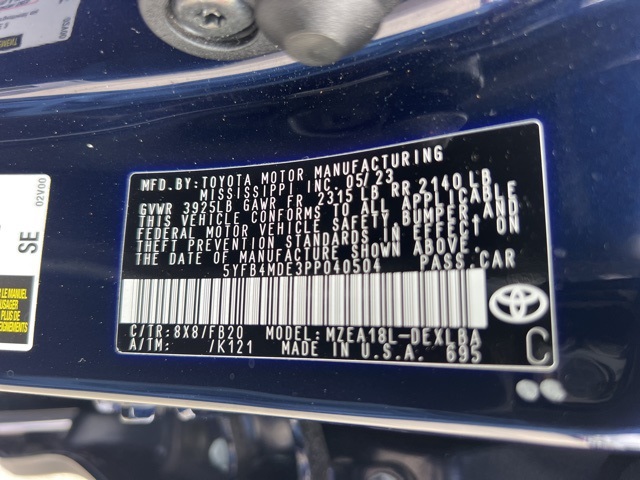 MFD.BY:TOYOTA MOTOR MANUFACTURING
MISSISSIPPI INC. 05/23
GVWR 3925LB GAWR FR 2315 LB RR 2140 LB
THIS VEHICLE CONFORMS TO ALL APPLICABLE
FEDERAL MOTOR VEHICLE SAFETY, BUMPER, AND
THEFT PREVENTION STANDARDS IN EFFECT ON
THE DATE OF MANUFACTURE SHOWN ABOVE.
5YFB4MDE3PP040504 PASS.CAR
C/TR:8X8/FB20 MODEL:MZEA18L-DEXLBA
A/TM: /K121 MADE IN U.S.A. 695
C
02V00
SE
LE MANUEL